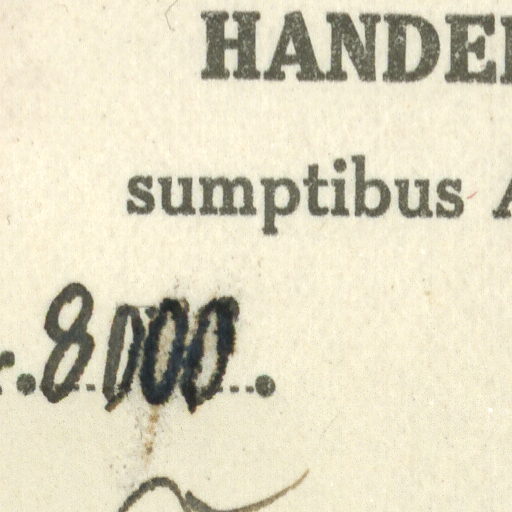 HANDE
sumptibus A
r. 8000.